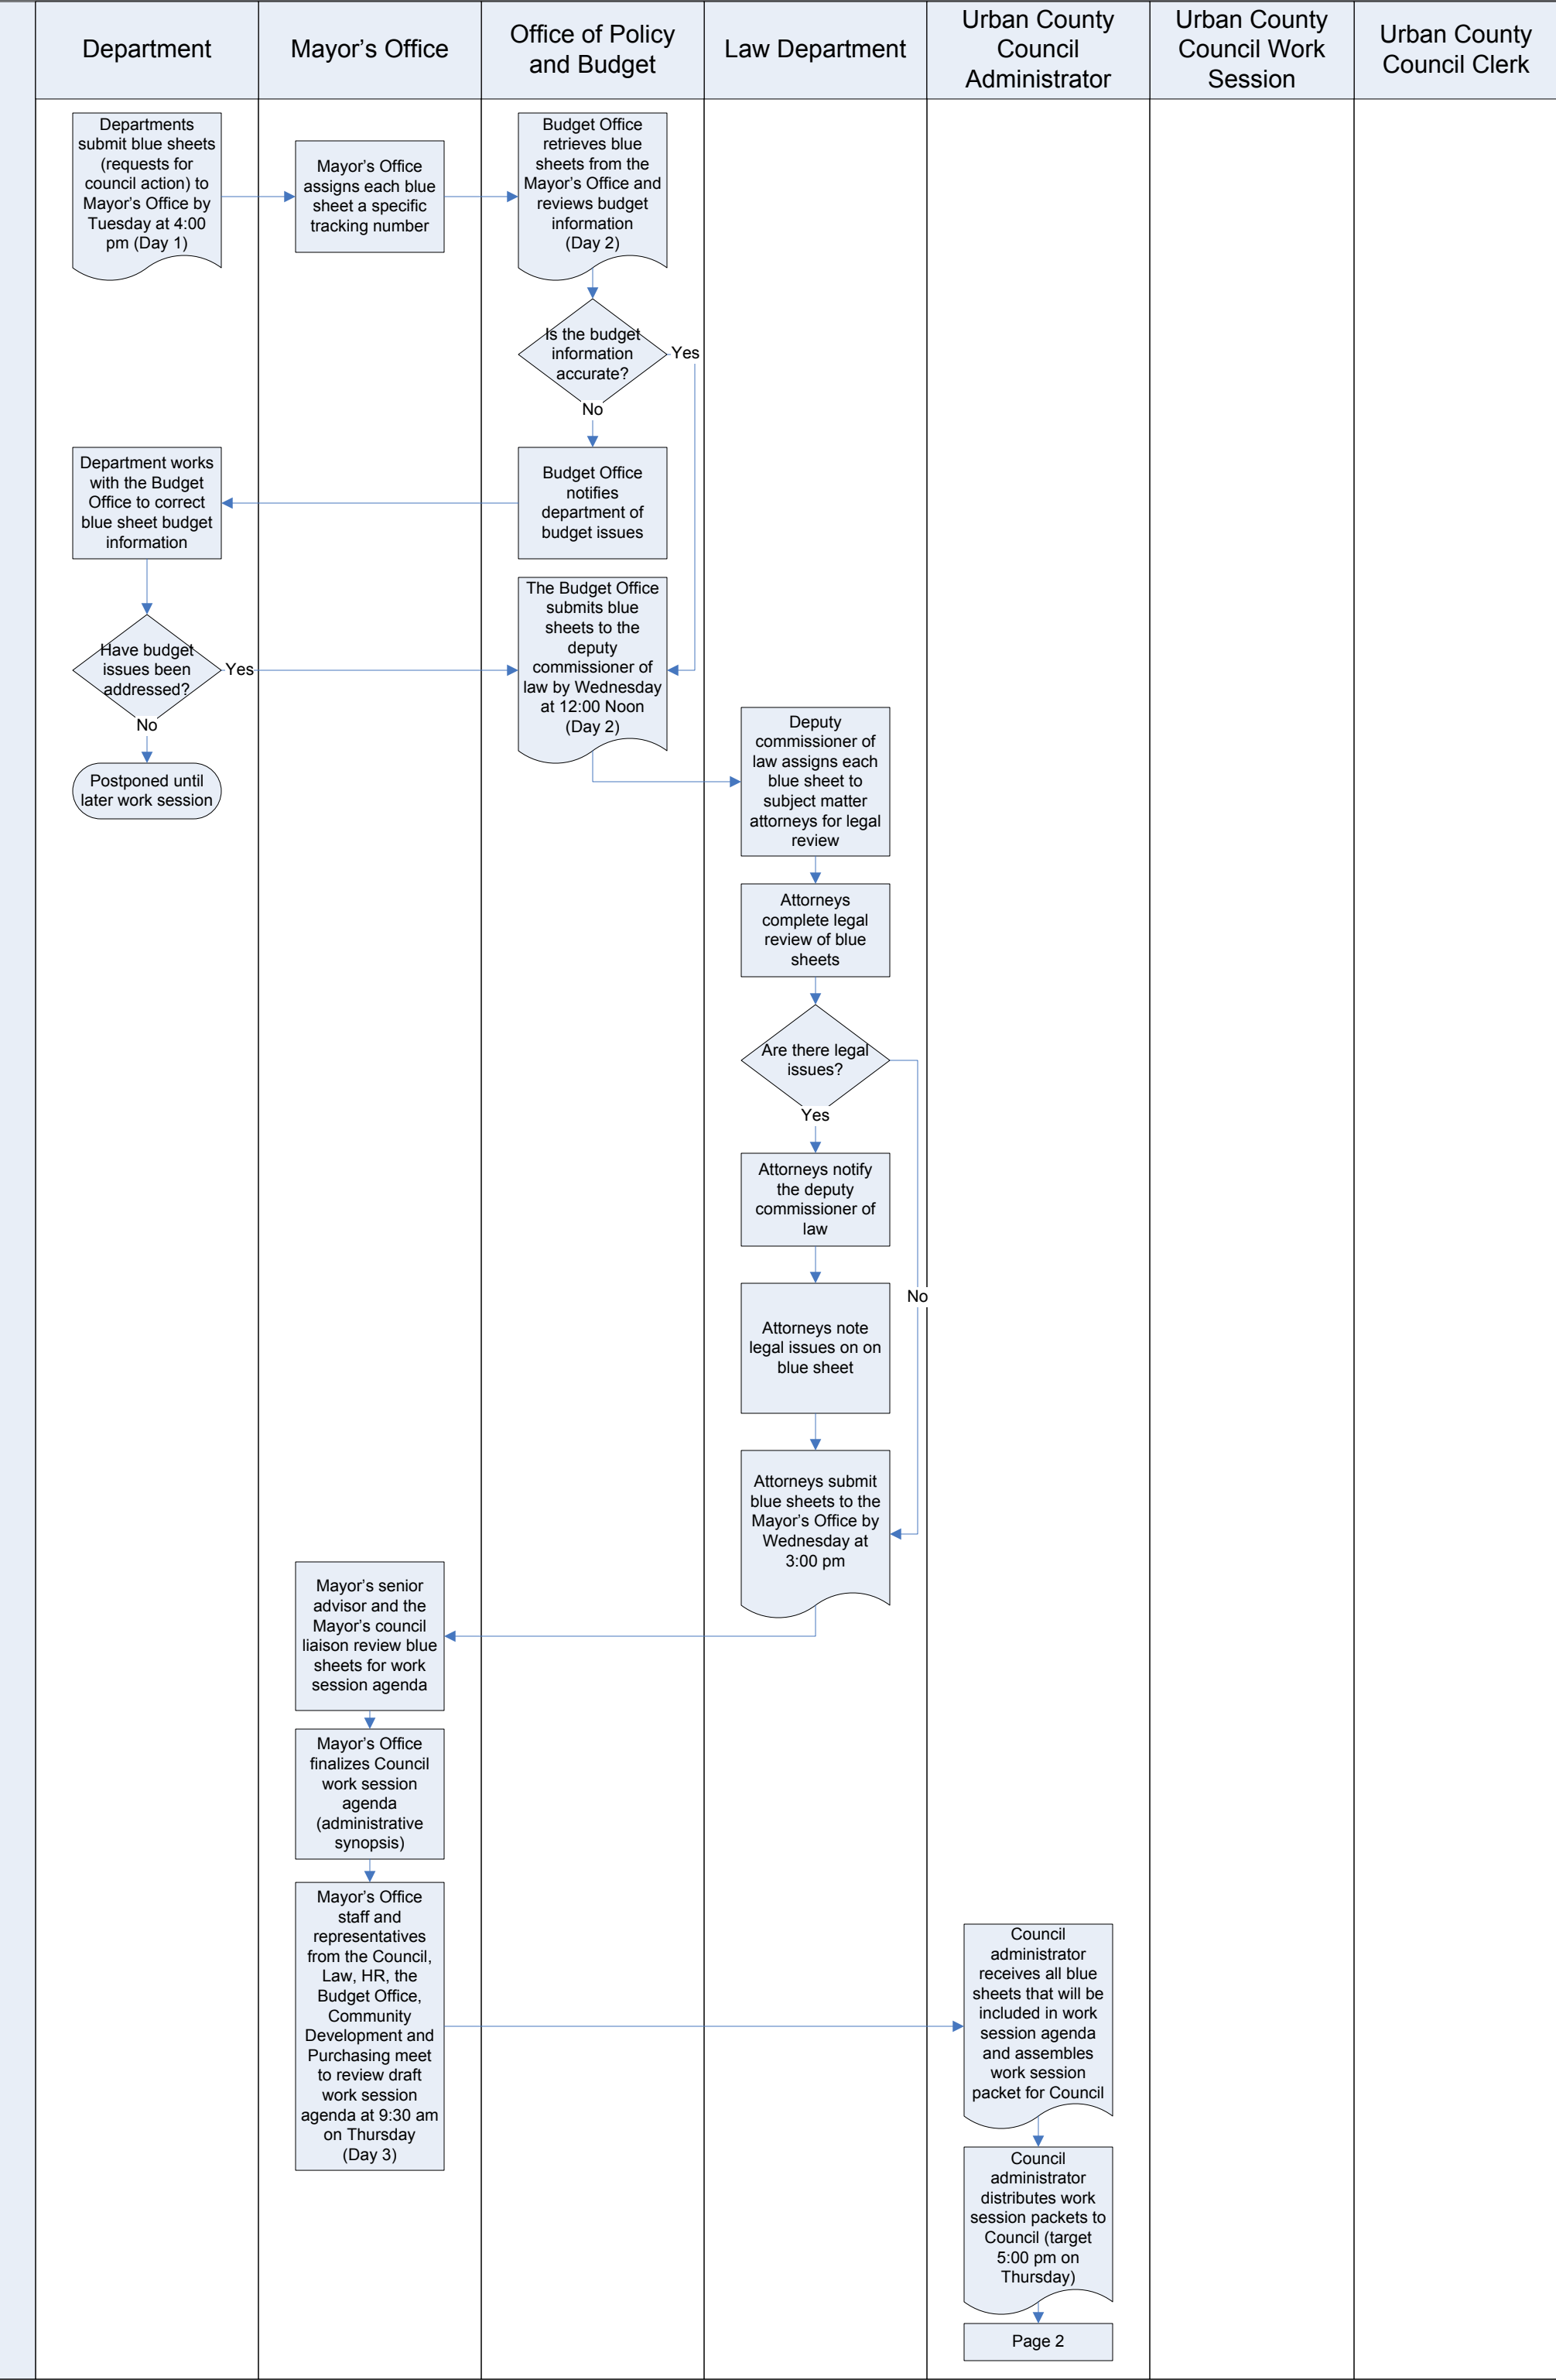 Department
Mayor's Office
Office of Policy
and Budget
Law Department
Urban County
Council
Administrator
Urban County
Council Work
Session
Urban County
Council Clerk
Departments
submit blue sheets
(requests for
council action) to
Mayor's Office by
Tuesday at 4:00
pm (Day 1)
Mayor's Office
assigns each blue
sheet a specific
tracking number
Budget Office
retrieves blue
sheets from the
Mayor's Office and
reviews budget
information
(Day 2)
Is the budget
information
accurate?
Yes
No
Budget Office
notifies
department of
budget issues
Department works
with the Budget
Office to correct
blue sheet budget
information
Have budget
issues been
addressed?
Yes
No
Postponed until
later work session
The Budget Office
submits blue
sheets to the
deputy
commissioner of
law by Wednesday
at 12:00 Noon
(Day 2)
Deputy
commissioner of
law assigns each
blue sheet to
subject matter
attorneys for legal
review
Attorneys
complete legal
review of blue
sheets
Are there legal
issues?
Yes
No
Attorneys notify
the deputy
commissioner of
law
Attorneys note
legal issues on on
blue sheet
Attorneys submit
blue sheets to the
Mayor's Office by
Wednesday at
3:00 pm
Mayor's senior
advisor and the
Mayor's council
liaison review blue
sheets for work
session agenda
Mayor's Office
finalizes Council
work session
agenda
(administrative
synopsis)
Mayor's Office
staff and
representatives
from the Council,
Law, HR, the
Budget Office,
Community
Development and
Purchasing meet
to review draft
work session
agenda at 9:30 am
on Thursday
(Day 3)
Council
administrator
receives all blue
sheets that will be
included in work
session agenda
and assembles
work session
packet for Council
Council
administrator
distributes work
session packets to
Council (target
5:00 pm on
Thursday)
Page 2